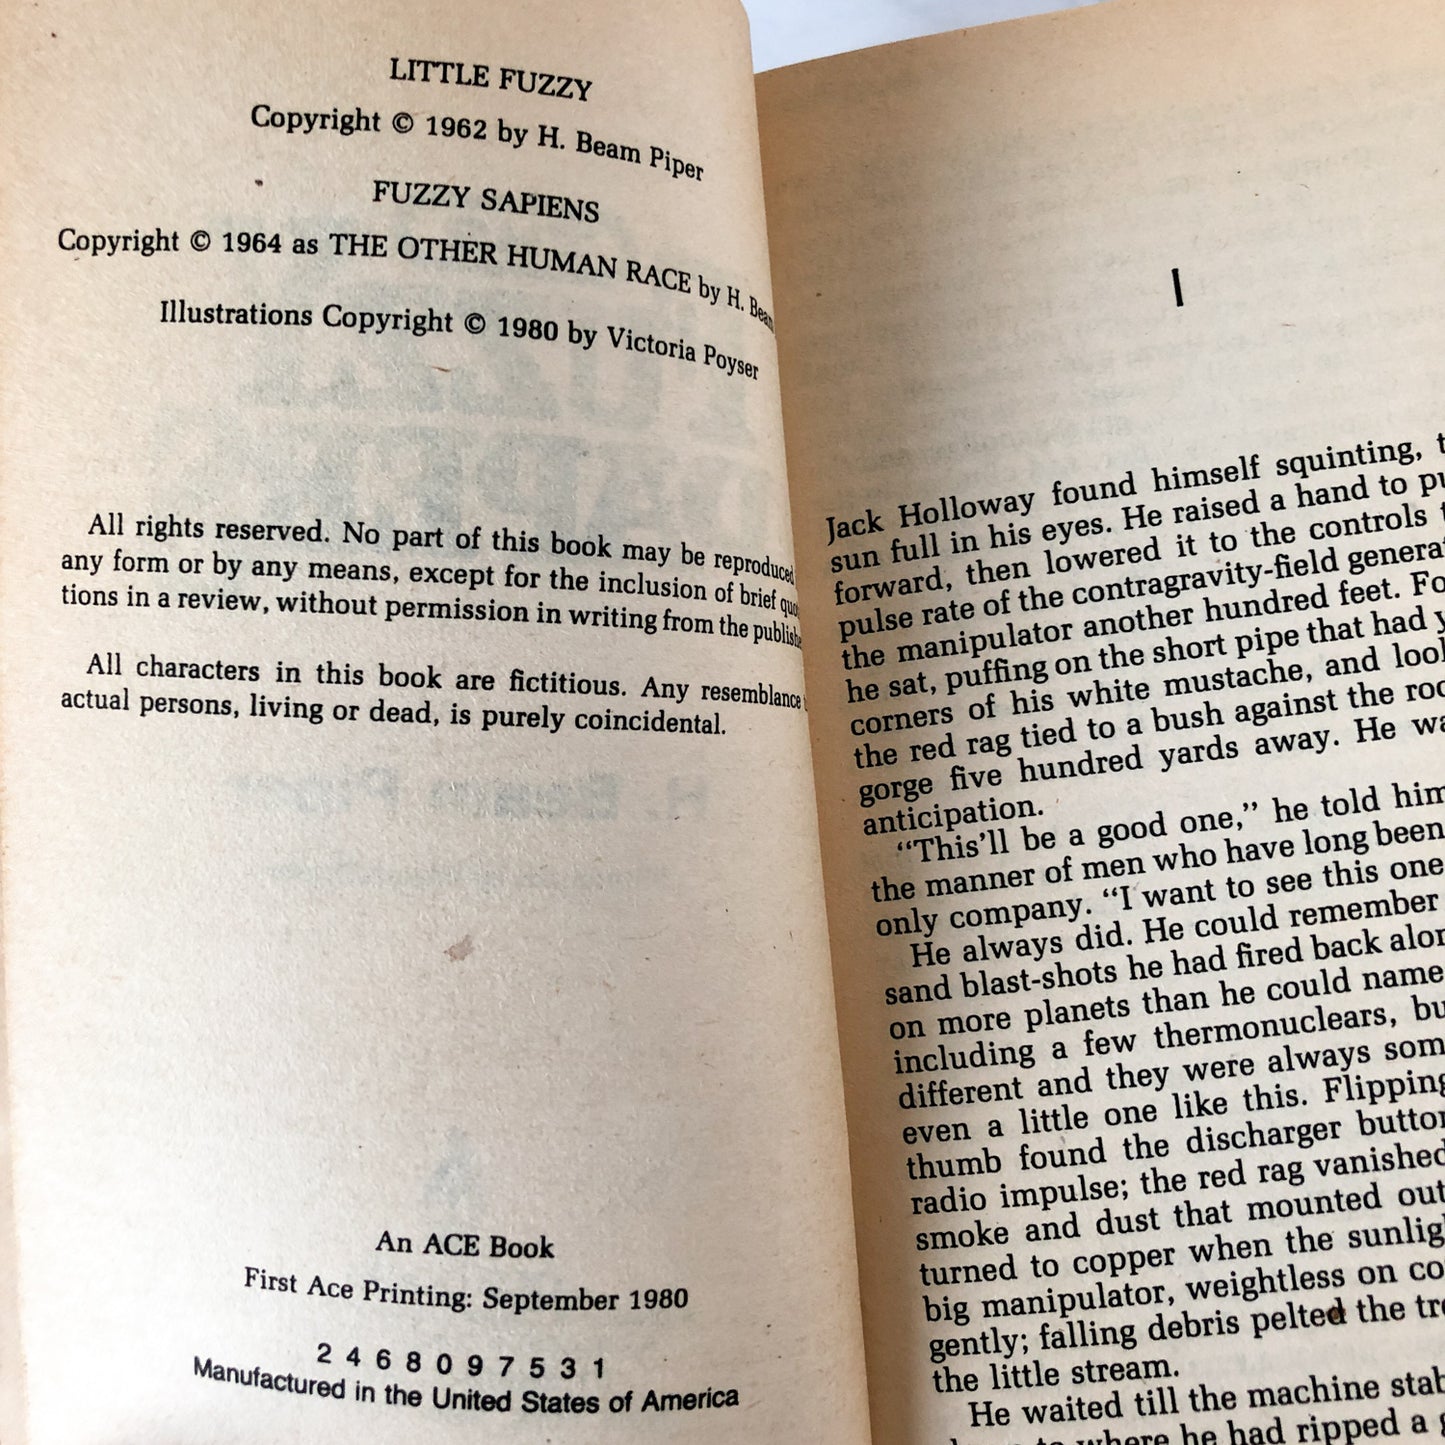 LITTLE FUZZY
Copyright © 1962 by H. Beam Piper
FUZZY SAPIENS
Copyright © 1964 as THE OTHER HUMAN RACE by H. Beam
Illustrations Copyright © 1980 by Victoria Poyser
All rights reserved. No part of this book may be reproduced
any form or by any means, except for the inclusion of brief
tions in a review, without permission in writing from the
All characters in this book are fictitious. Any resemblance
actual persons, living or dead, is purely coincidental.
An ACE Book
First Ace Printing: September 1980
2 4 6 8 0 9 7 5 3 1
Manufactured in the United States of America
I
Jack Holloway found himself squinting,
sun full in his eyes. He raised a hand to
forward, then lowered it to the controls
pulse rate of the contragravity-field
the manipulator another hundred feet.
he sat, puffing on the short pipe that had
corners of his white mustache, and
the red rag tied to a bush against the
gorge five hundred yards away. He
anticipation.
“This’ll be a good one,” he told
the manner of men who have long been
only company. “I want to see this one
He always did. He could remember
sand blast-shots he had fired back
on more planets than he could name
including a few thermonuclears,
different and they were always
even a little one like this. Flipping
thumb found the discharger button
radio impulse; the red rag vanished
smoke and dust that mounted out
turned to copper when the
big manipulator, weightless on
gently; falling debris pelted the
the little stream.
He waited till the machine
to where he had ripped a